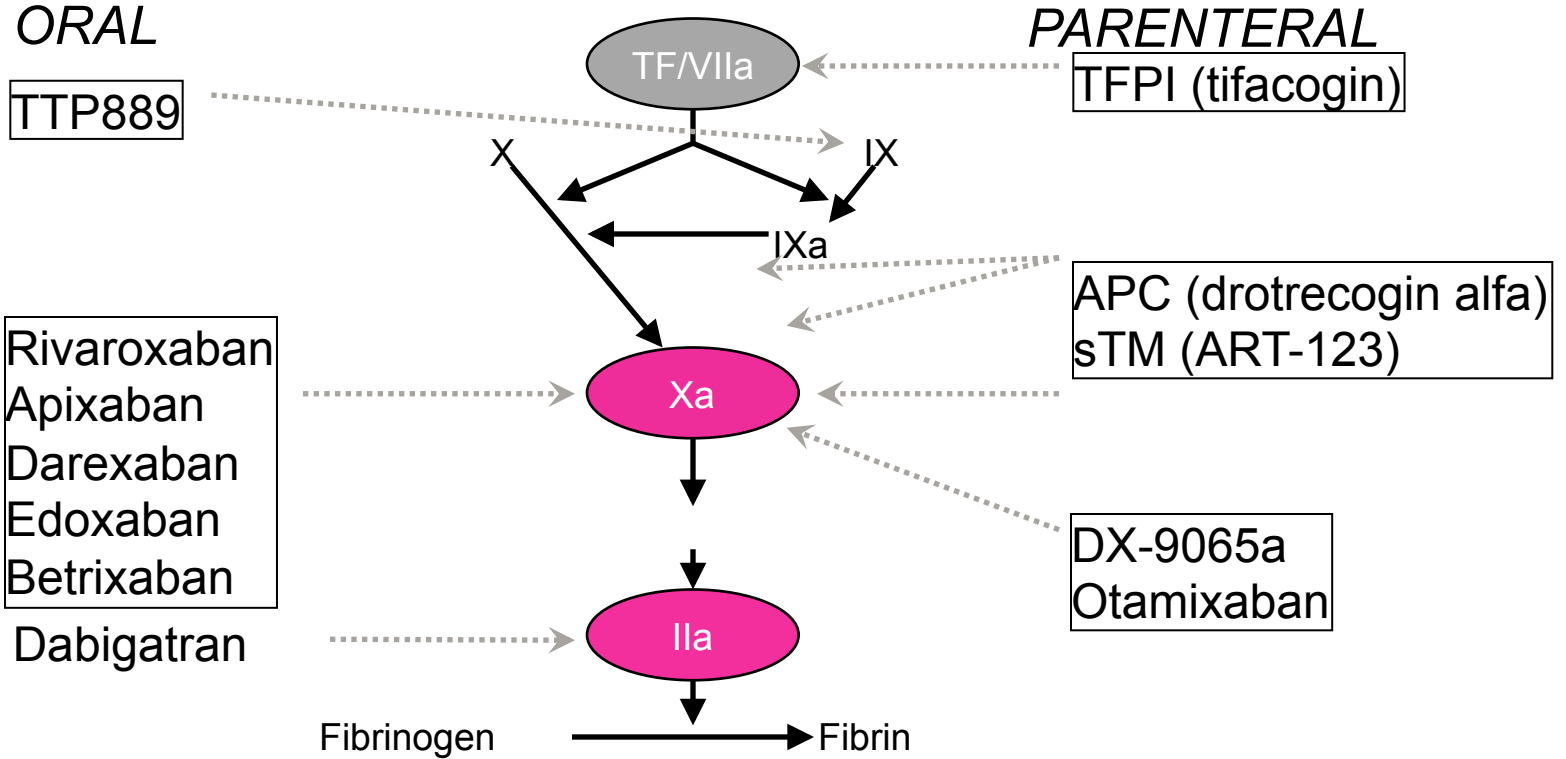 ORAL
PARENTERAL
TF/VIIa
TFPI (tifacogin)
TTP889
X
IX
IXa
APC (drotrecogin alfa)
sTM (ART-123)
Rivaroxaban
Apixaban
Darexaban
Edoxaban
Betrixaban
Xa
DX-9065a
Otamixaban
Dabigatran
IIa
Fibrinogen
Fibrin